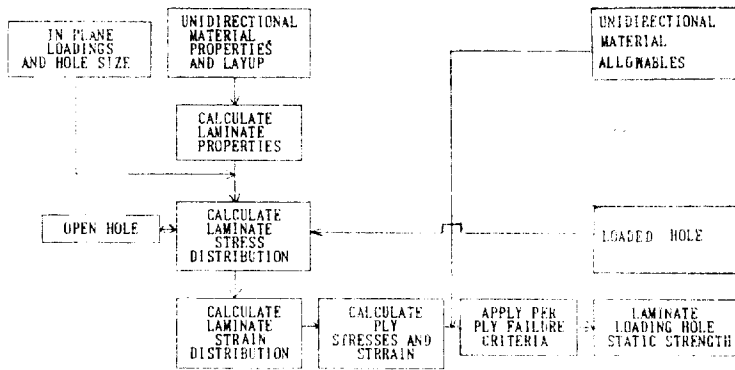 IN PLANE
LOADINGS
AND HOLE SIZE
UNIDIRECTIONAL
MATERIAL
PROPERTIES
AND LAYUP
UNIDIRECTIONAL
MATERIAL
ALLOWABLES
CALCULATE
LAMINATE
PROPERTIES
OPEN HOLE
CALCULATE
LAMINATE
STRESS
DISTRIBUTION
LOADED HOLE
CALCULATE
LAMINATE
STRAIN
DISTRIBUTION
CALCULATE
PLY
STRESSES AND
STRRAIN
APPLY PER
PLY FAILURE
CRITERIA
LAMINATE
LOADING HOLE
STATIC STRENGTH